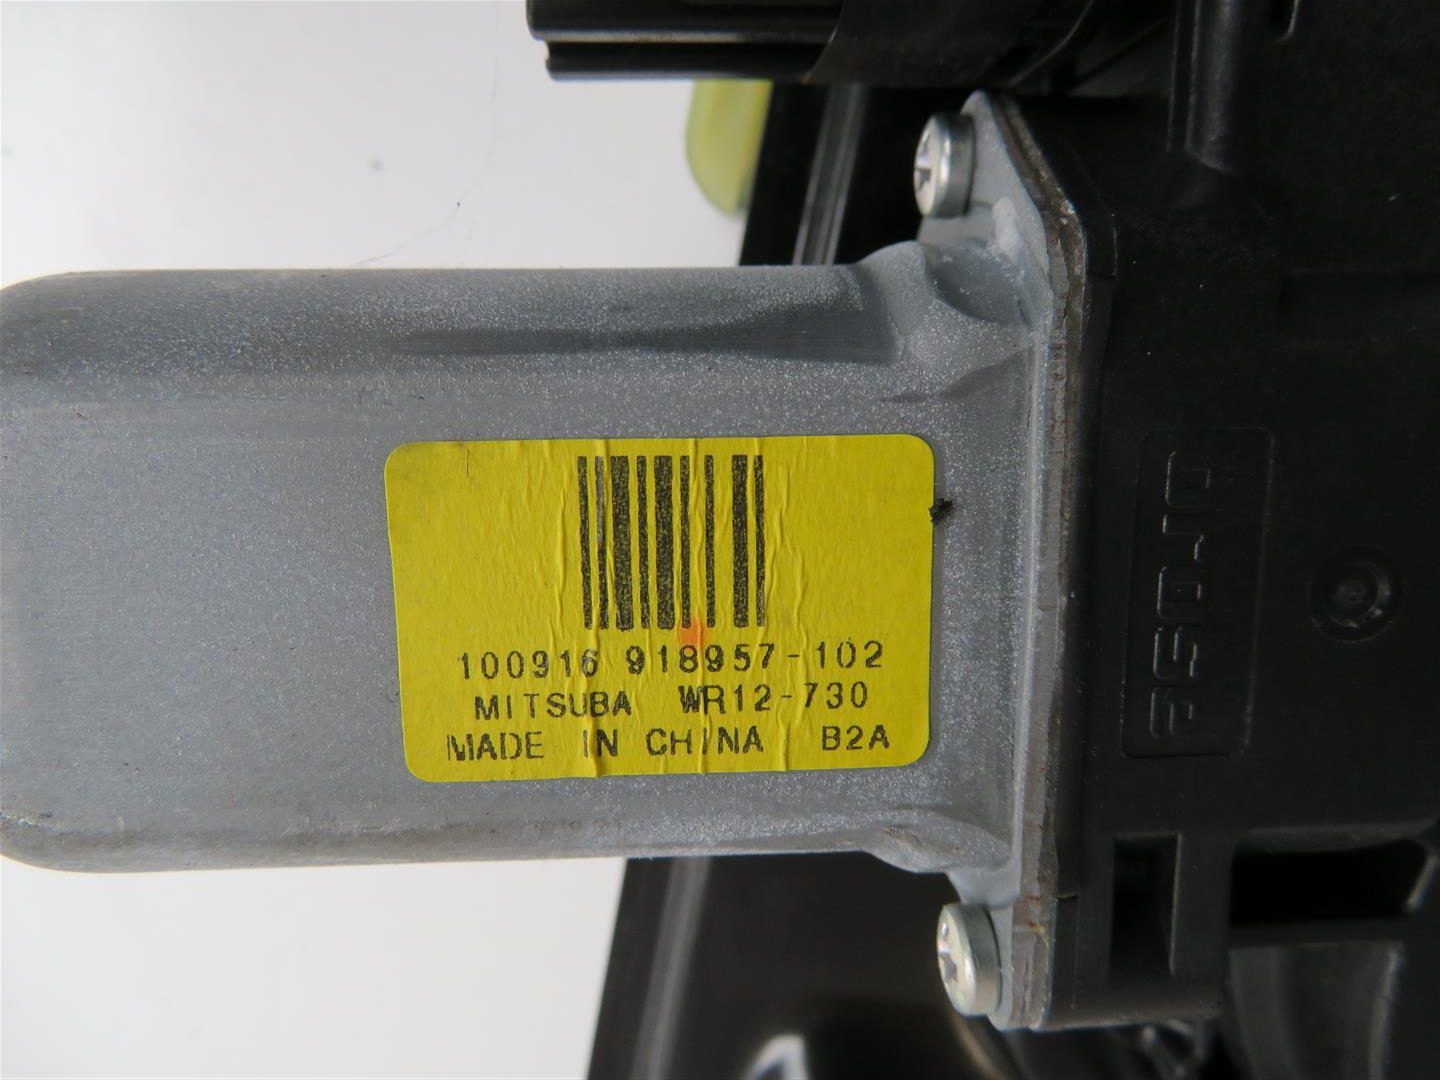 100916 918957-102
MITSUBA WR12-730
MADE IN CHINA B2A